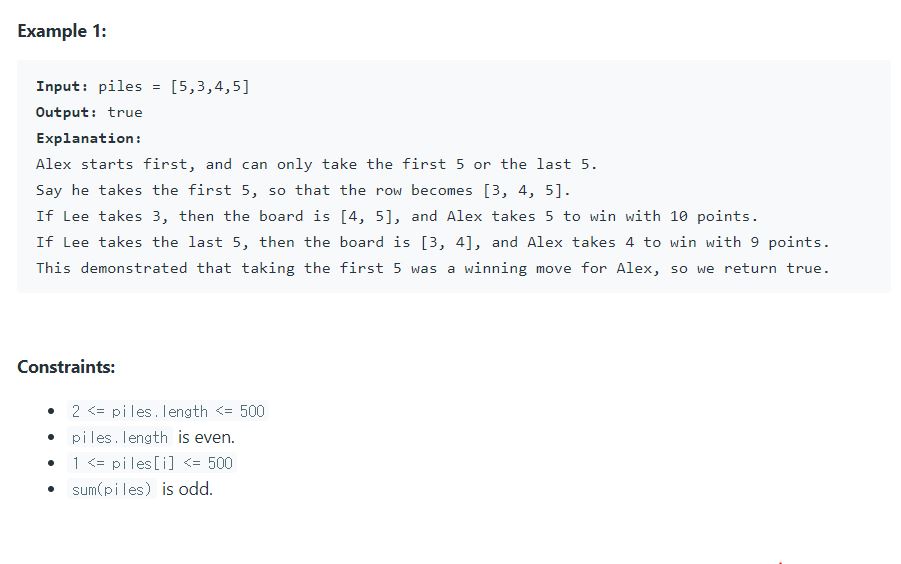 Example 1:
Input: piles = [5,3,4,5]
Output: true
Explanation:
Alex starts first, and can only take the first 5 or the last 5.
Say he takes the first 5, so that the row becomes [3, 4, 5].
If Lee takes 3, then the board is [4, 5], and Alex takes 5 to win with 10 points.
If Lee takes the last 5, then the board is [3, 4], and Alex takes 4 to win with 9 points.
This demonstrated that taking the first 5 was a winning move for Alex, so we return true.
Constraints:
• 2 <= piles.length <= 500
• piles.length is even.
• 1 <= piles[i] <= 500
• sum(piles) is odd.